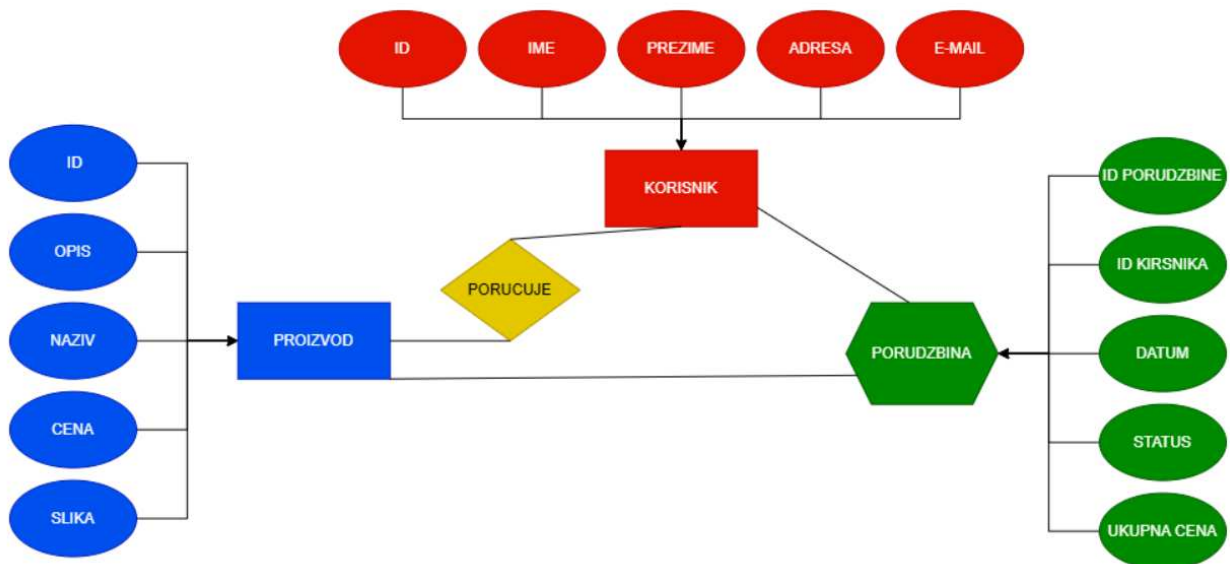 ID
IME
PREZIME
ADRESA
E-MAIL
KORISNIK
ID
OPIS
NAZIV
CENA
SLIKA
PROIZVOD
PORUCUJE
PORUDZBINA
ID PORUDZBINE
ID KIRSNIKA
DATUM
STATUS
UKUPNA CENA